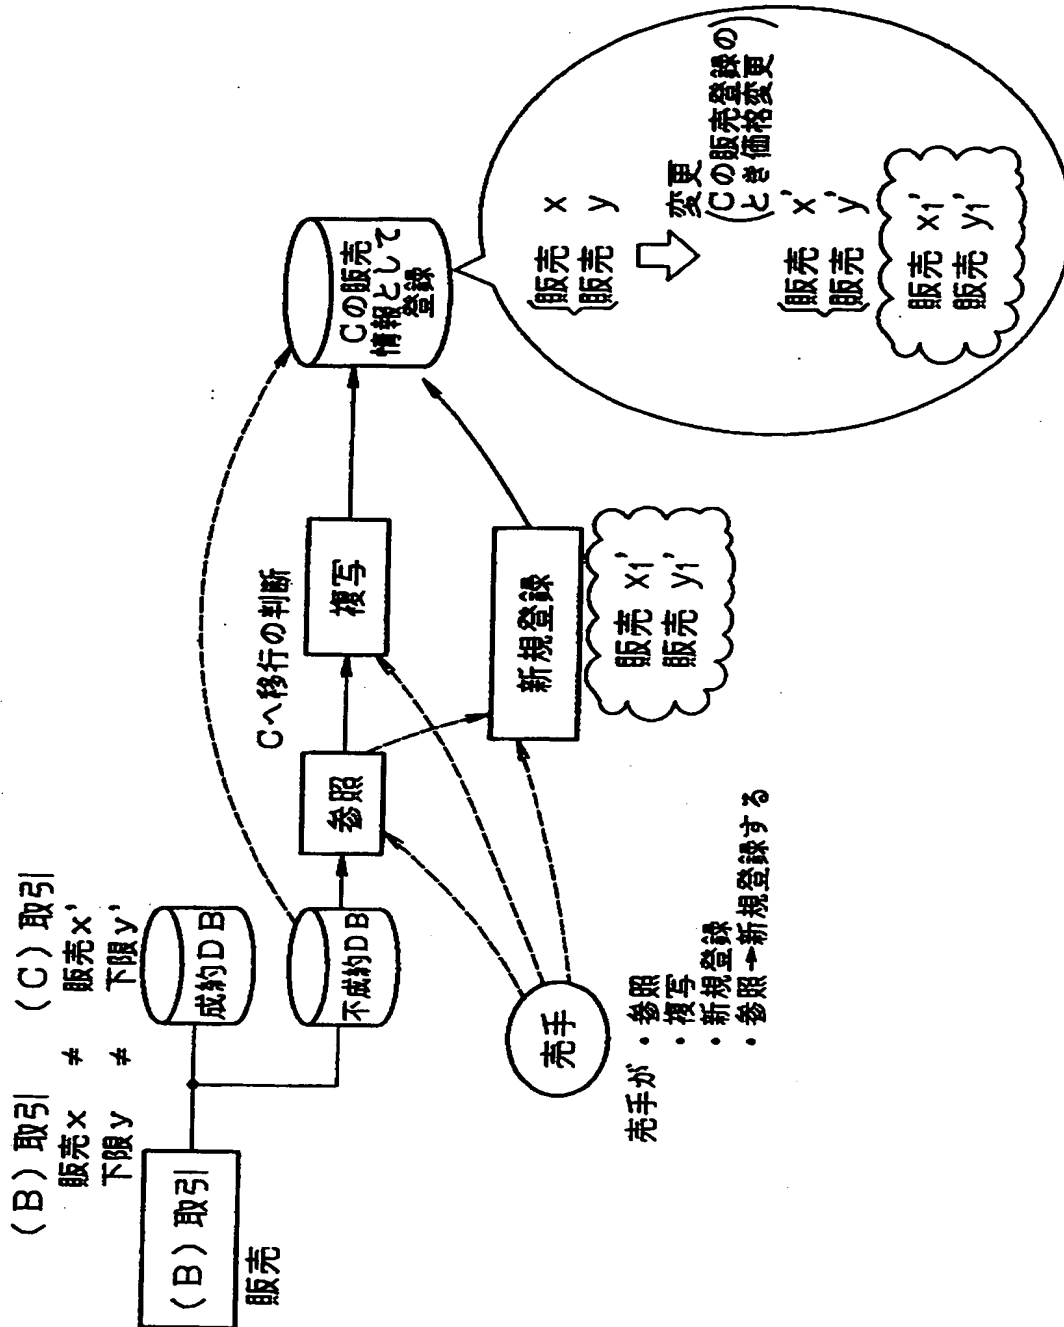 (B)取引 (C)取引
販売x ≠ 販売x'
下限y ≠ 下限y'
(B)取引
販売
成約DB
不成約DB
参照
Cへ移行の判断
複写
Cの販売
情報として
登録
新規登録
販売 x1'
販売 y1'
売手
売手が・参照
・複写
・新規登録
・参照→新規登録する
販売 x
販売 y
変更
(Cの販売登録の
とき価格変更)
販売 x'
販売 y'
販売 x1'
販売 y1'